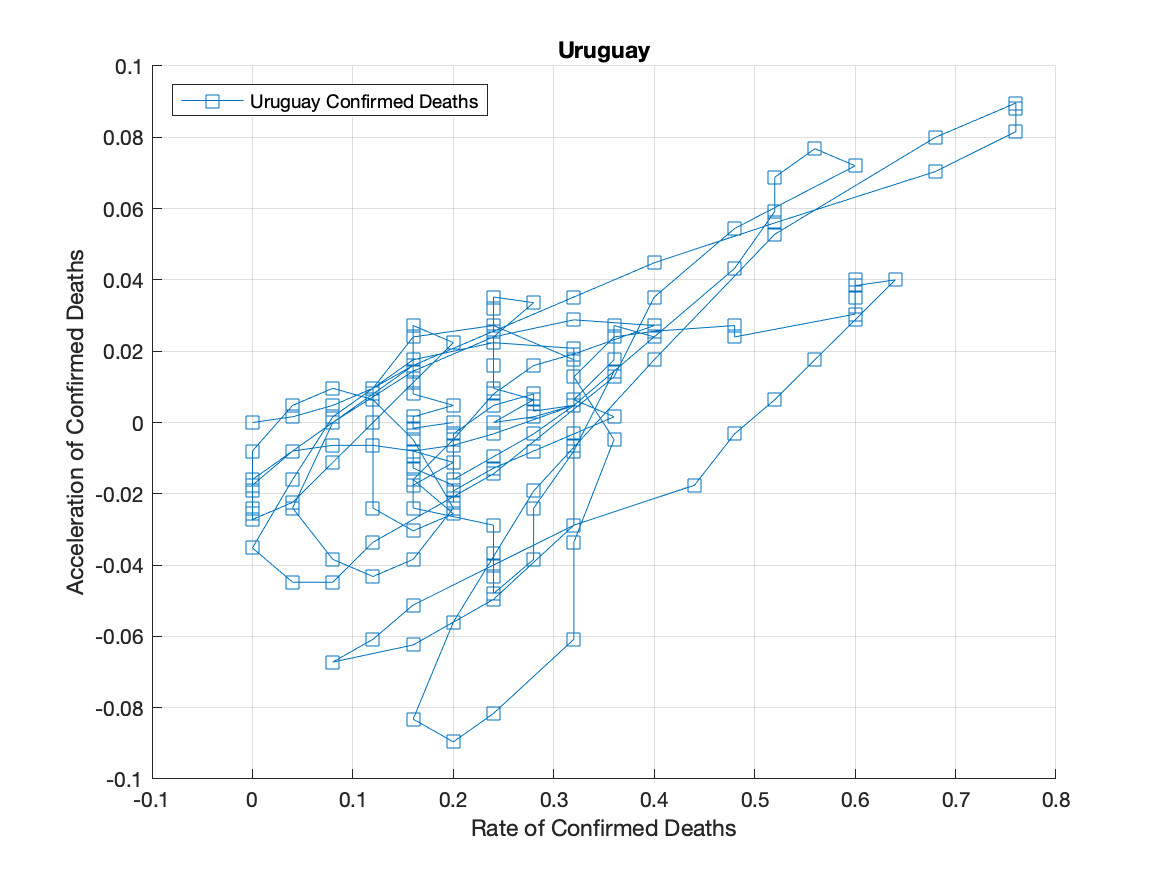 Uruguay
0.1
Uruguay Confirmed Deaths
0.08
0.06
0.04
0.02
0
-0.02
-0.04
-0.06
-0.08
-0.1
Acceleration of Confirmed Deaths
-0.1 0 0.1 0.2 0.3 0.4 0.5 0.6 0.7 0.8
Rate of Confirmed Deaths